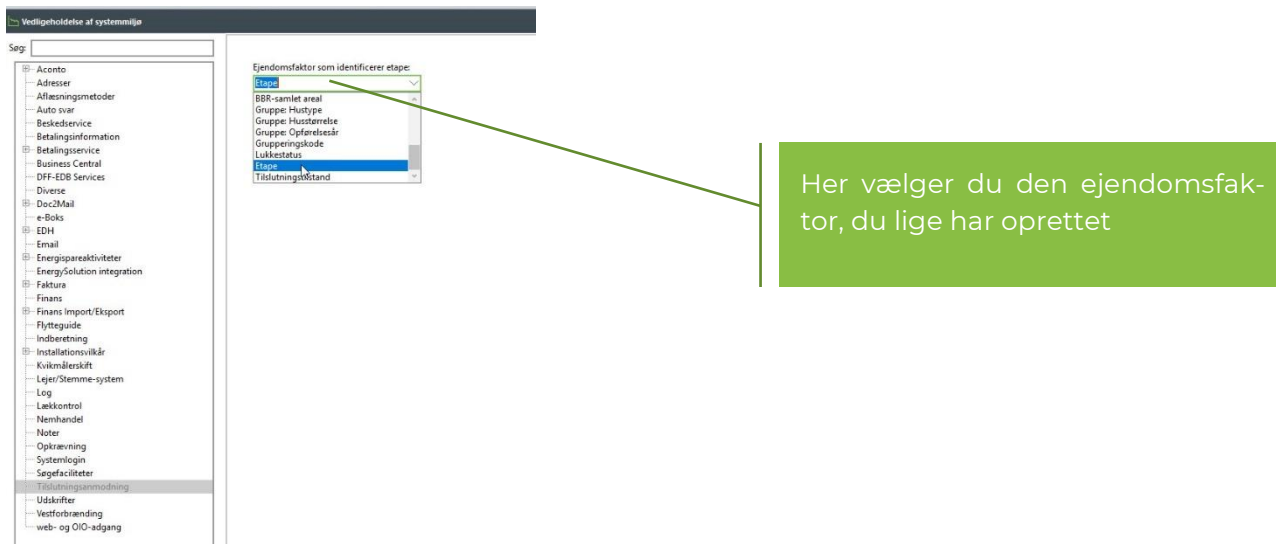 Vedligeholdelse af systemmiljø
Søg:
Aconto
Adresser
Aflæsningsmetoder
Auto svar
Beskedservice
Betalingsinformation
Betalingsservice
Business Central
DFF-EDB Services
Diverse
Doc2Mail
e-Boks
EDH
Email
Energispareaktiviteter
EnergySolution integration
Faktura
Finans
Finans Import/Eksport
Flytteguide
Indberetning
Installationsvilkår
Kvikmålerskift
Lejer/Stemme-system
Log
Lækkontrol
Nemhandel
Noter
Opkrævning
Systemlogin
Søgefaciliteter
Tilslutningsanmodning
Udskrifter
Vestforbrænding
web- og OIO-adgang
Ejendomsfaktor som identificerer etape:
Etape
BBR-samlet areal
Gruppe: Hustype
Gruppe: Husstørrelse
Gruppe: Opførelsesår
Grupperingskode
Lukkestatus
Etape
Tilslutningstilstand
Her vælger du den ejendomsfak-
tor, du lige har oprettet